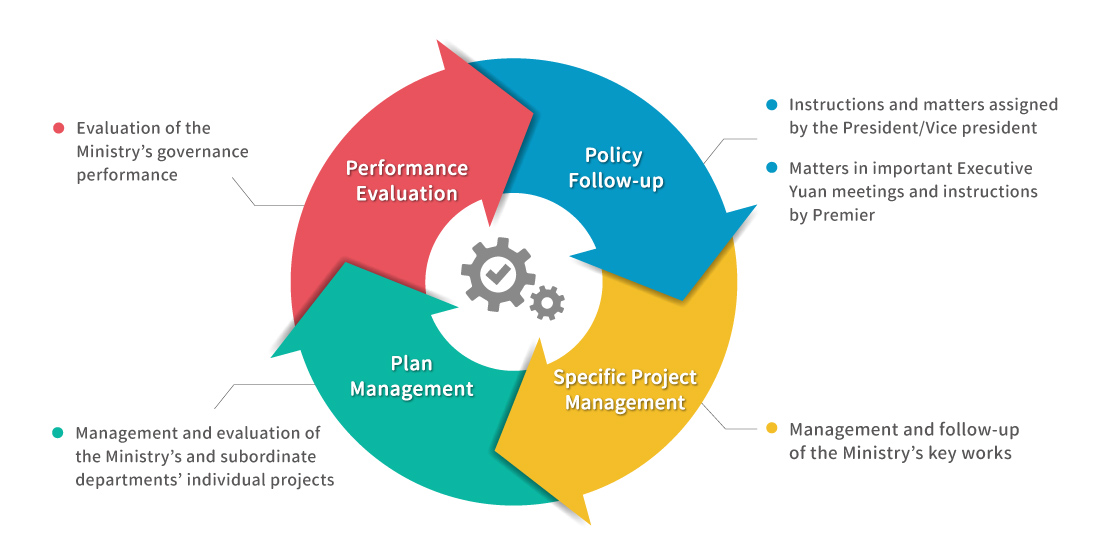 Performance
Evaluation
Evaluation of the
Ministry’s governance
performance
Policy
Follow-up
Instructions and matters assigned
by the President/Vice president
Matters in important Executive
Yuan meetings and instructions
by Premier
Specific Project
Management
Management and follow-up
of the Ministry’s key works
Plan
Management
Management and evaluation of
the Ministry’s and subordinate
departments’ individual projects